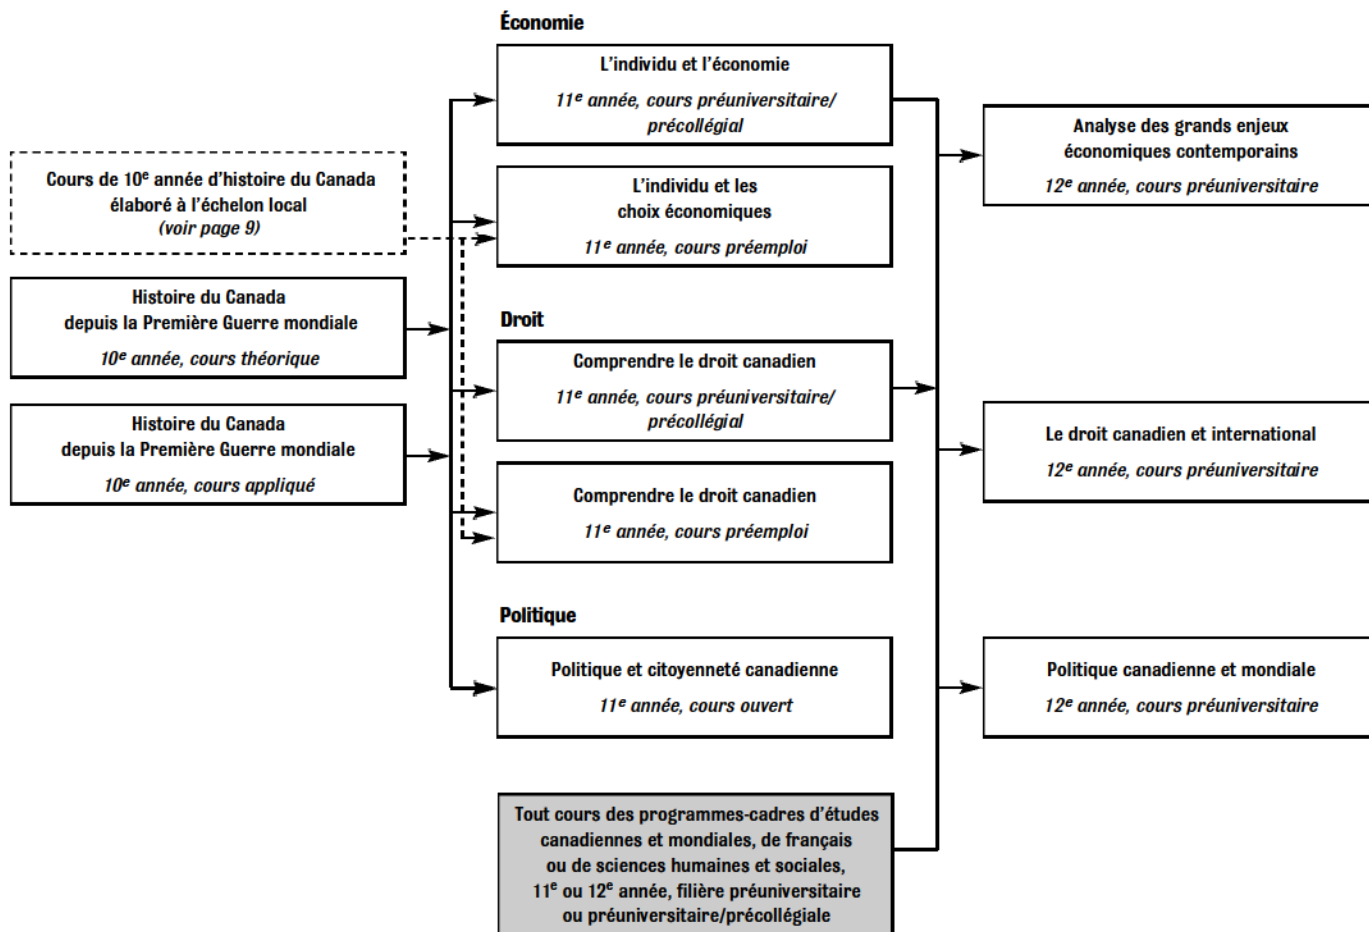 Économie
L'individu et l'économie
11e année, cours préuniversitaire/
précollégial
L'individu et les
choix économiques
11e année, cours préemploi
Cours de 10e année d'histoire du Canada
élaboré à l'échelon local
(voir page 9)
Histoire du Canada
depuis la Première Guerre mondiale
10e année, cours théorique
Histoire du Canada
depuis la Première Guerre mondiale
10e année, cours appliqué
Droit
Comprendre le droit canadien
11e année, cours préuniversitaire/
précollégial
Comprendre le droit canadien
11e année, cours préemploi
Politique
Politique et citoyenneté canadienne
11e année, cours ouvert
Tout cours des programmes-cadres d'études
canadiennes et mondiales, de français
ou de sciences humaines et sociales,
11e ou 12e année, filière préuniversitaire
ou préuniversitaire/précollégiale
Analyse des grands enjeux
économiques contemporains
12e année, cours préuniversitaire
Le droit canadien et international
12e année, cours préuniversitaire
Politique canadienne et mondiale
12e année, cours préuniversitaire